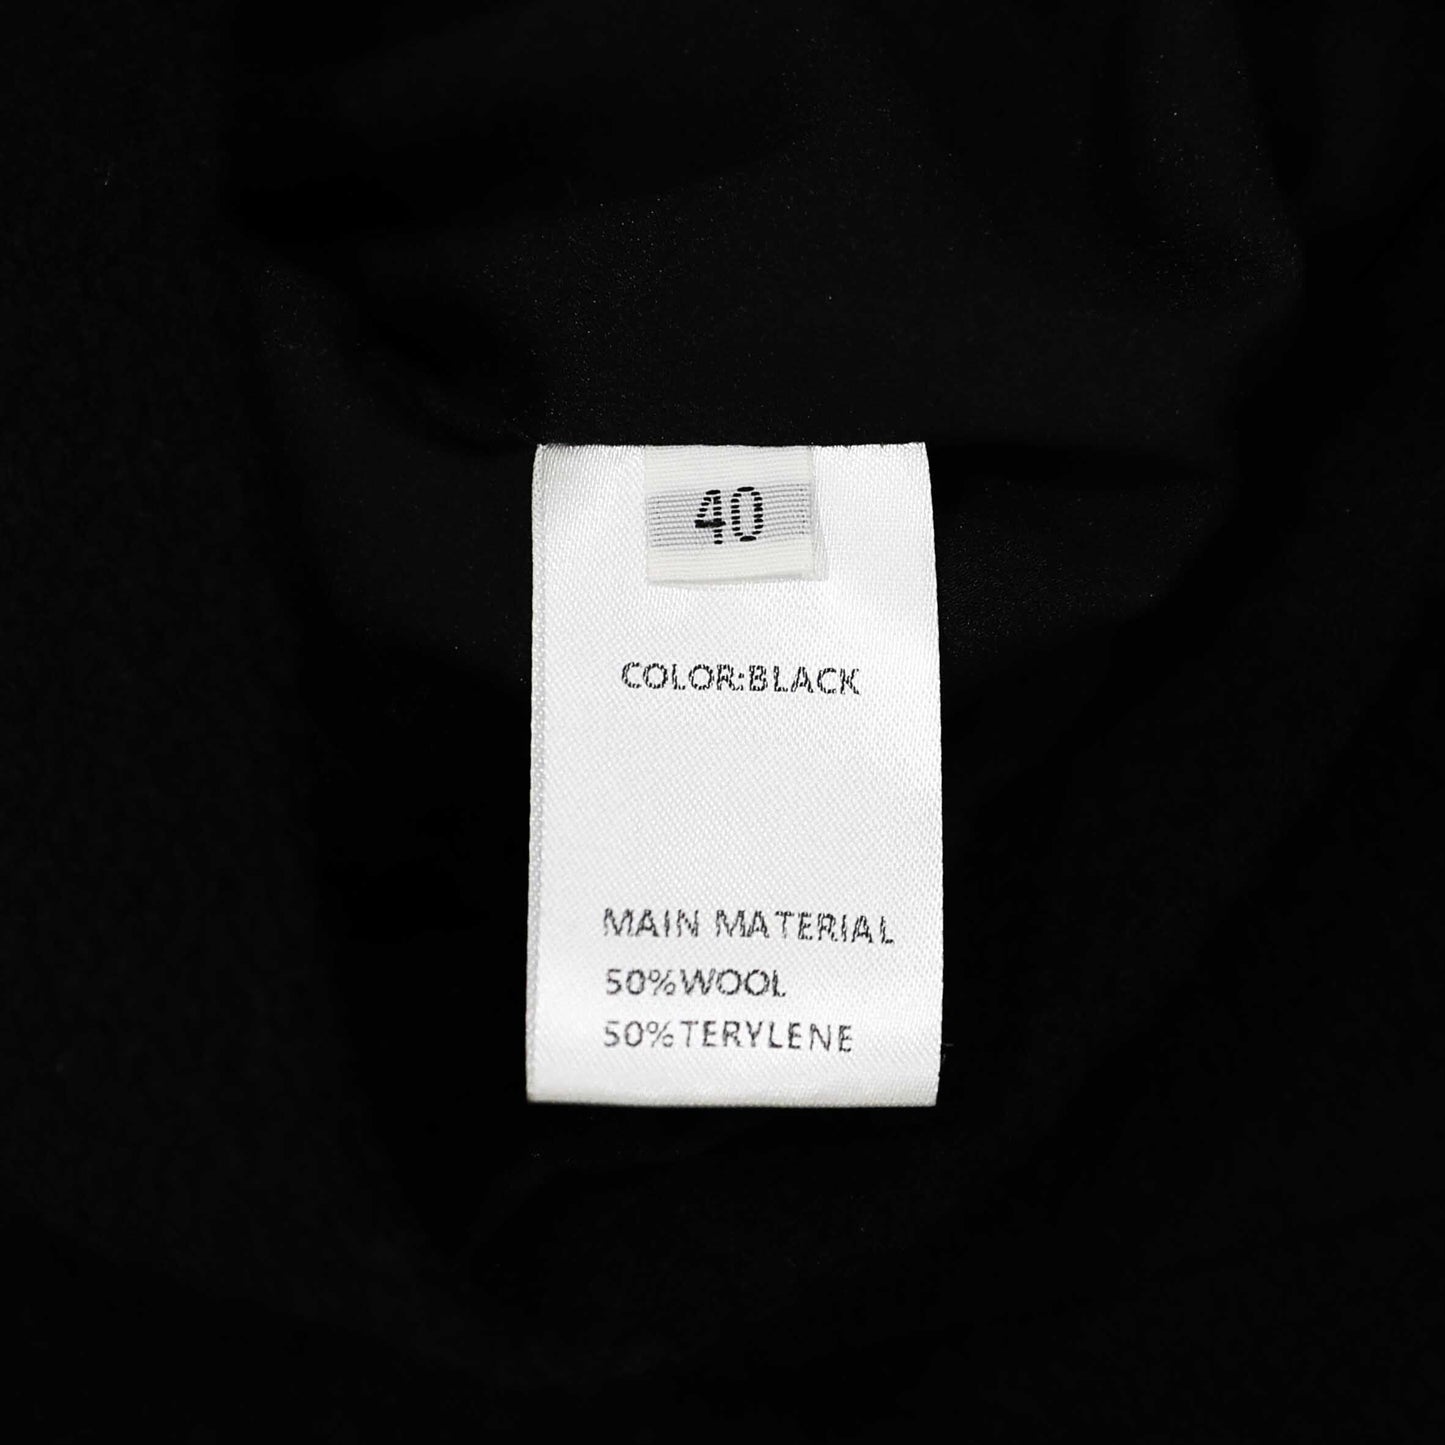 40
COLOR:BLACK
MAIN MATERIAL
50%WOOL
50%TERYLENE